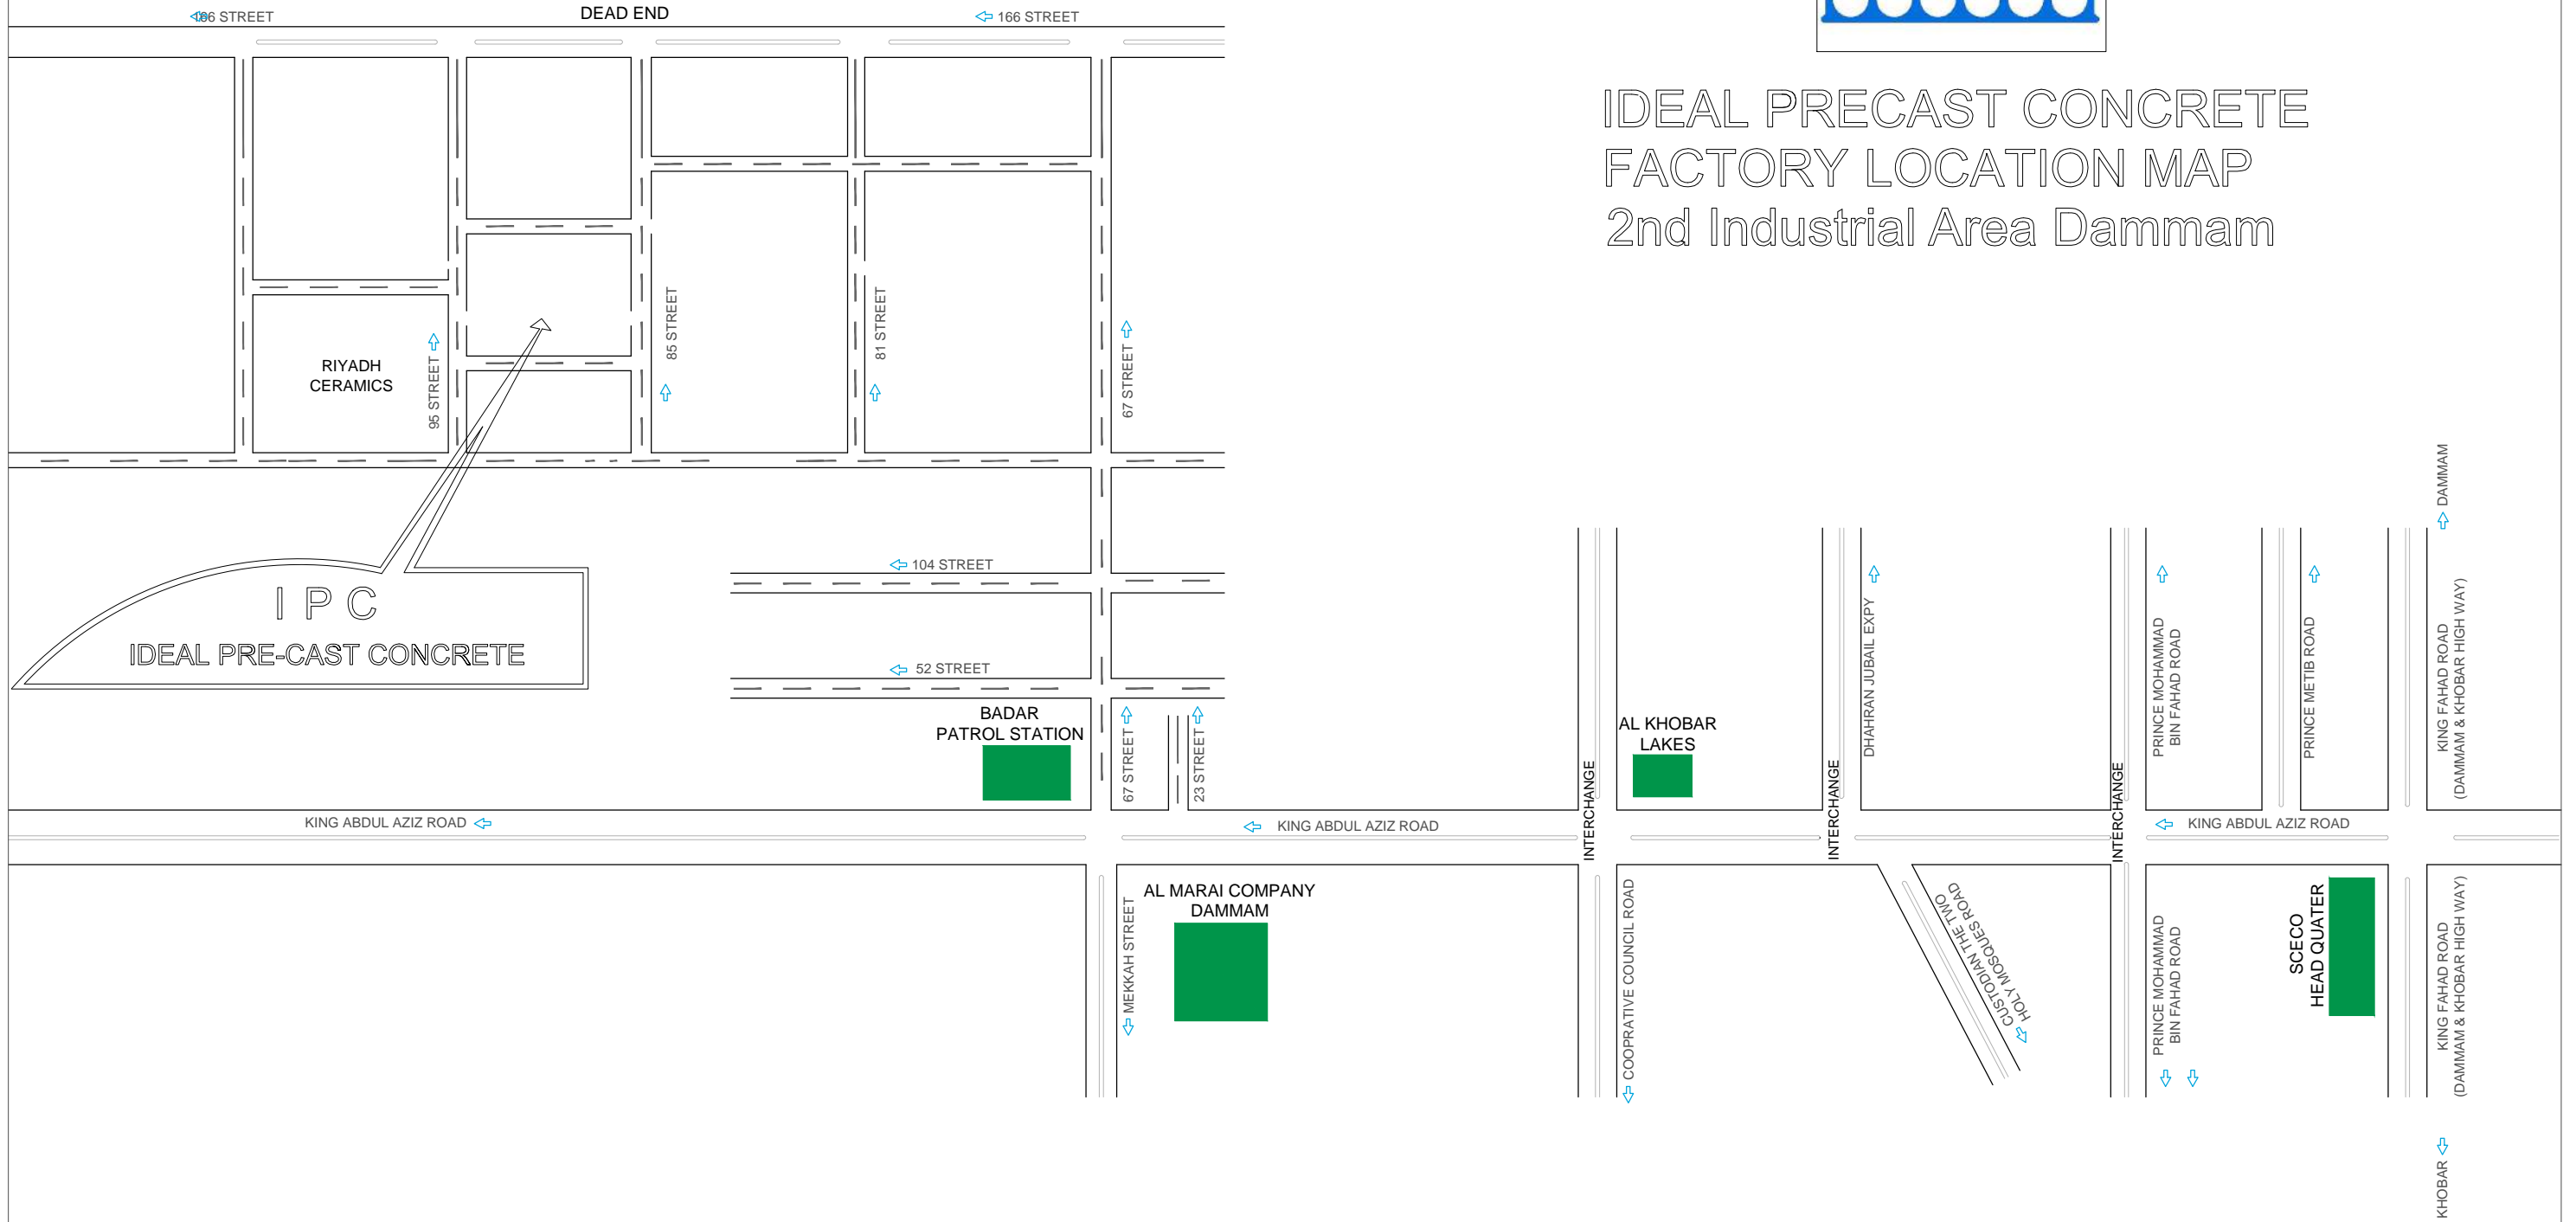 166 STREET
DEAD END
166 STREET
IDEAL PRECAST CONCRETE
FACTORY LOCATION MAP
2nd Industrial Area Dammam
RIYADH
CERAMICS
95 STREET
85 STREET
81 STREET
67 STREET
I P C
IDEAL PRE-CAST CONCRETE
104 STREET
52 STREET
BADAR
PATROL STATION
67 STREET
23 STREET
AL KHOBAR
LAKES
INTERCHANGE
DHAHRAN JUBAIL EXPY
INTERCHANGE
PRINCE MOHAMMAD
BIN FAHAD ROAD
INTERCHANGE
PRINCE METIB ROAD
DAMMAM
KING FAHAD ROAD
(DAMMAM & KHOBAR HIGH WAY)
KING ABDUL AZIZ ROAD
KING ABDUL AZIZ ROAD
KING ABDUL AZIZ ROAD
MEKKAH STREET
AL MARAI COMPANY
DAMMAM
COOPRATIVE COUNCIL ROAD
CUSTODIAN THE TWO
HOLY MOSQUES ROAD
PRINCE MOHAMMAD
BIN FAHAD ROAD
SCECO
HEAD QUATER
KING FAHAD ROAD
(DAMMAM & KHOBAR HIGH WAY)
KHOBAR